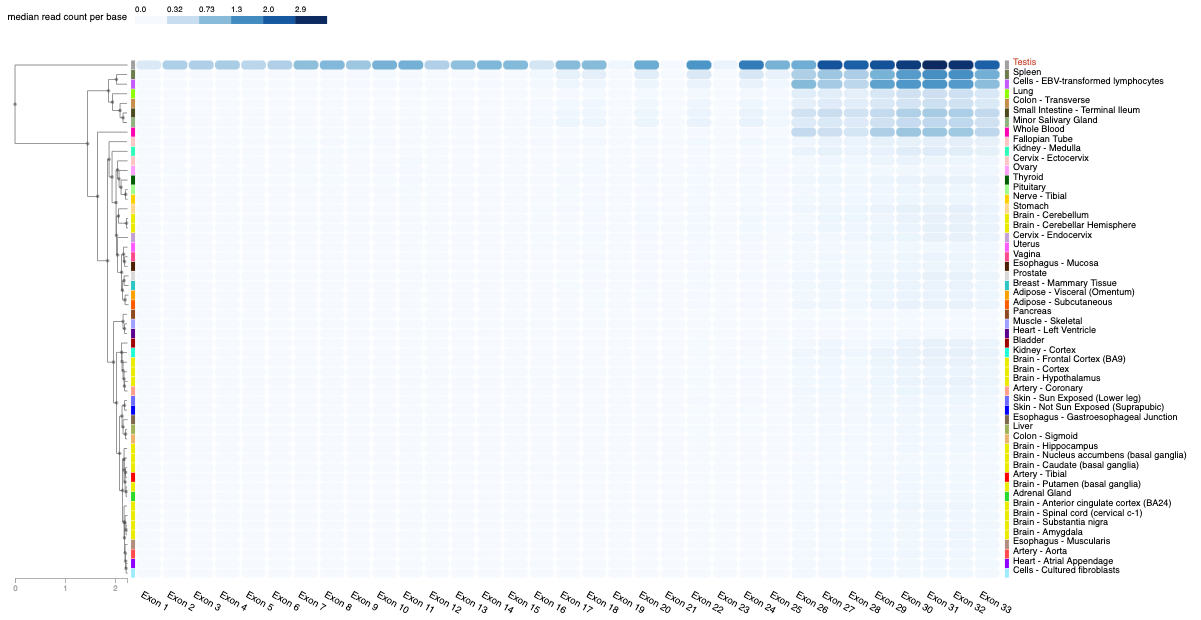 median read count per base
0.0 0.32 0.73 1.3 2.0 2.9
Testis
Spleen
Cells - EBV-transformed lymphocytes
Lung
Colon - Transverse
Small Intestine - Terminal Ileum
Minor Salivary Gland
Whole Blood
Fallopian Tube
Kidney - Medulla
Cervix - Ectocervix
Ovary
Thyroid
Pituitary
Nerve - Tibial
Stomach
Brain - Cerebellum
Brain - Cerebellar Hemisphere
Cervix - Endocervix
Uterus
Vagina
Esophagus - Mucosa
Prostate
Breast - Mammary Tissue
Adipose - Visceral (Omentum)
Adipose - Subcutaneous
Pancreas
Muscle - Skeletal
Heart - Left Ventricle
Bladder
Kidney - Cortex
Brain - Frontal Cortex (BA9)
Brain - Cortex
Brain - Hypothalamus
Artery - Coronary
Skin - Sun Exposed (Lower leg)
Skin - Not Sun Exposed (Suprapubic)
Esophagus - Gastroesophageal Junction
Liver
Colon - Sigmoid
Brain - Hippocampus
Brain - Nucleus accumbens (basal ganglia)
Brain - Caudate (basal ganglia)
Artery - Tibial
Brain - Putamen (basal ganglia)
Adrenal Gland
Brain - Anterior cingulate cortex (BA24)
Brain - Spinal cord (cervical c-1)
Brain - Substantia nigra
Brain - Amygdala
Esophagus - Muscularis
Artery - Aorta
Heart - Atrial Appendage
Cells - Cultured fibroblasts
0 1 2
Exon 1
Exon 2
Exon 3
Exon 4
Exon 5
Exon 6
Exon 7
Exon 8
Exon 9
Exon 10
Exon 11
Exon 12
Exon 13
Exon 14
Exon 15
Exon 16
Exon 17
Exon 18
Exon 19
Exon 20
Exon 21
Exon 22
Exon 23
Exon 24
Exon 25
Exon 26
Exon 27
Exon 28
Exon 29
Exon 30
Exon 31
Exon 32
Exon 33